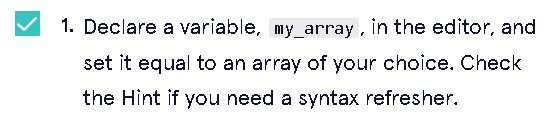 1. Declare a variable, my_array, in the editor, and
set it equal to an array of your choice. Check
the Hint if you need a syntax refresher.